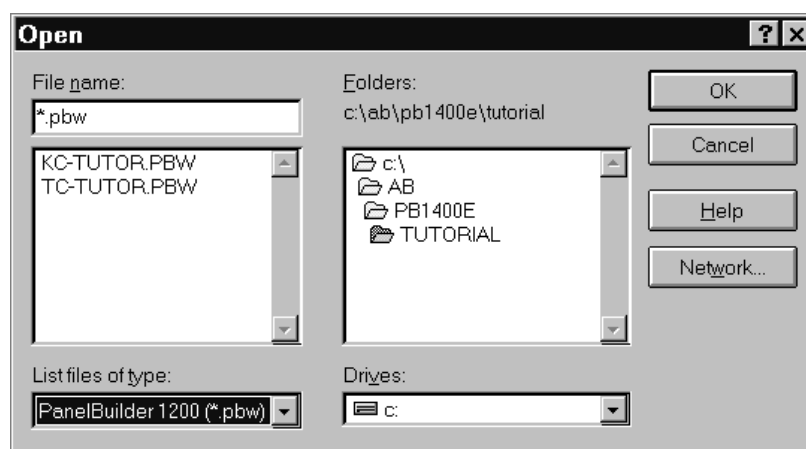 Open
File name:
*.pbw
KC-TUTOR.PBW
TC-TUTOR.PBW
List files of type:
PanelBuilder 1200 (*.pbw)
Folders:
c:\ab\pb1400e\tutorial
c:\
AB
PB1400E
TUTORIAL
Drives:
c:
OK
Cancel
Help
Network...